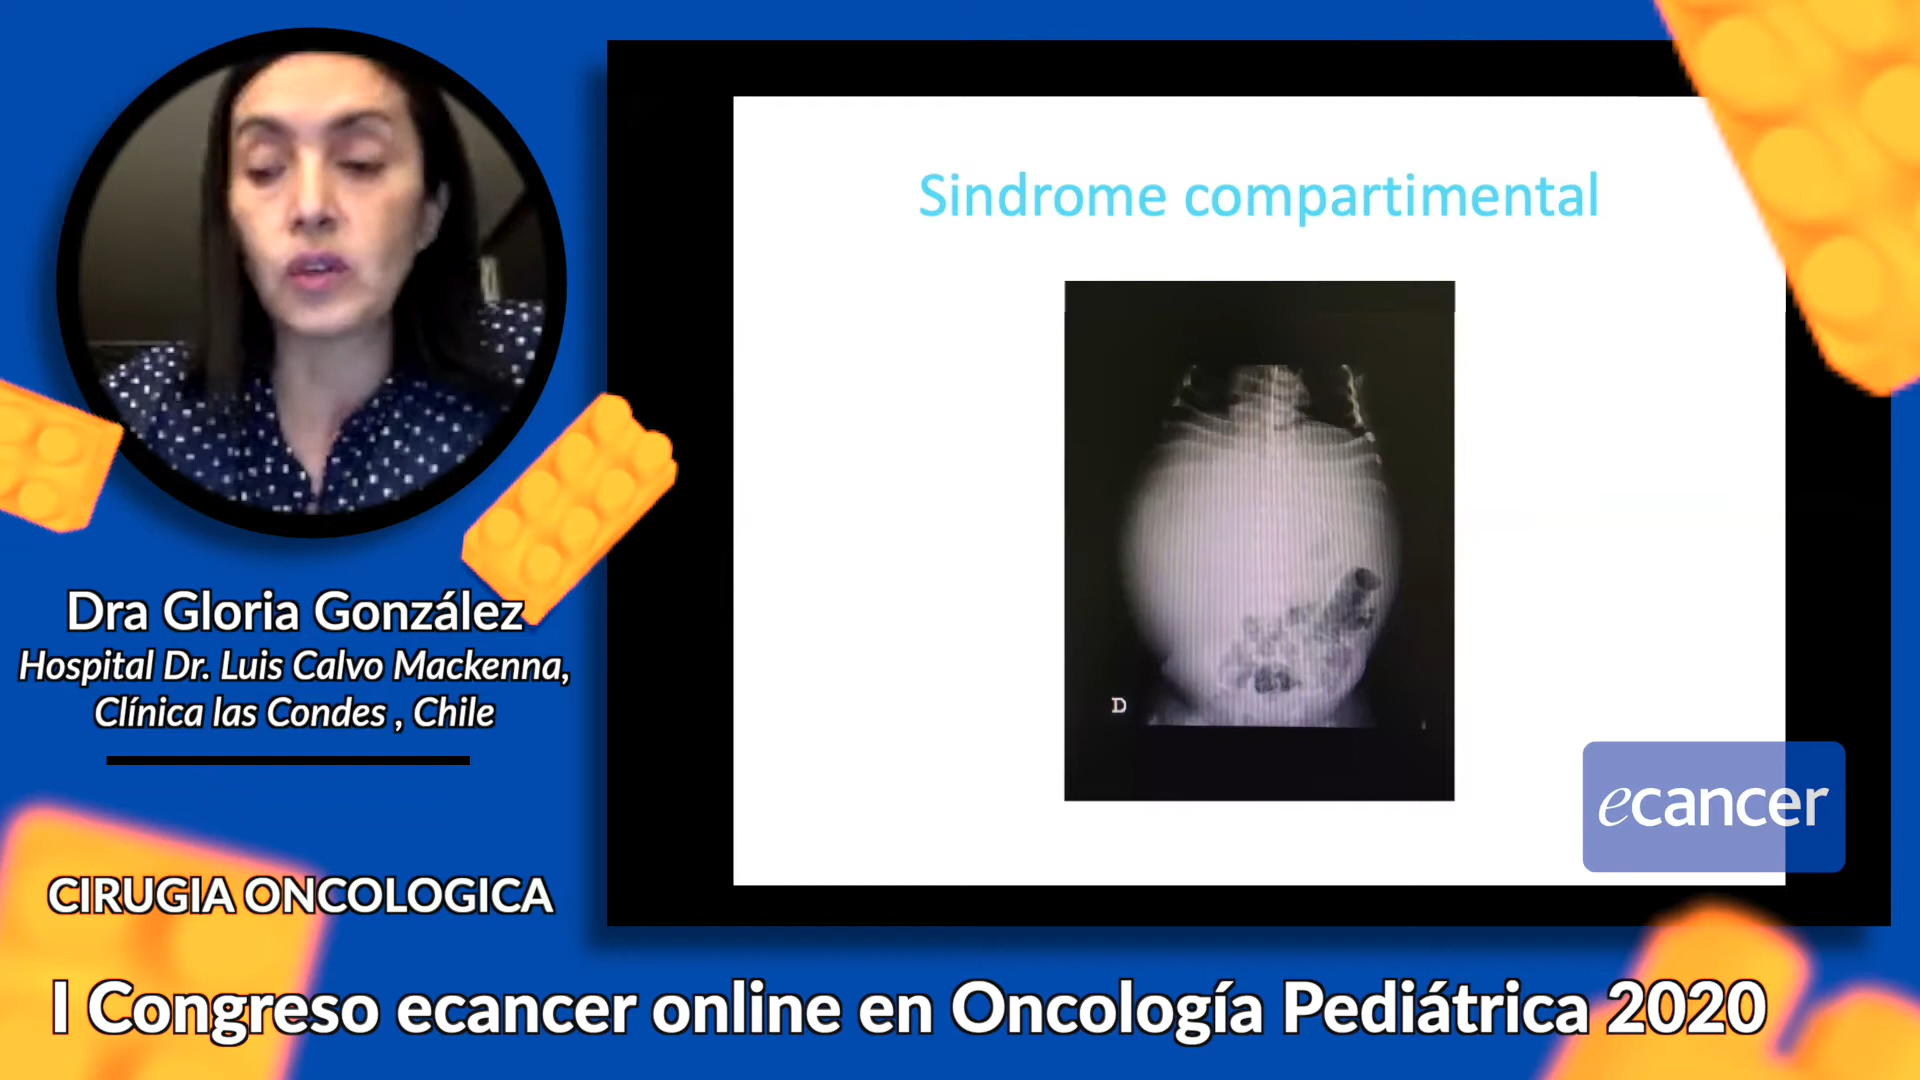 Sindrome compartimental
D
ecancer
Dra Gloria González
Hospital Dr. Luis Calvo Mackenna,
Clínica las Condes , Chile
CIRUGIA ONCOLOGICA
I Congreso ecancer online en Oncología Pediátrica 2020